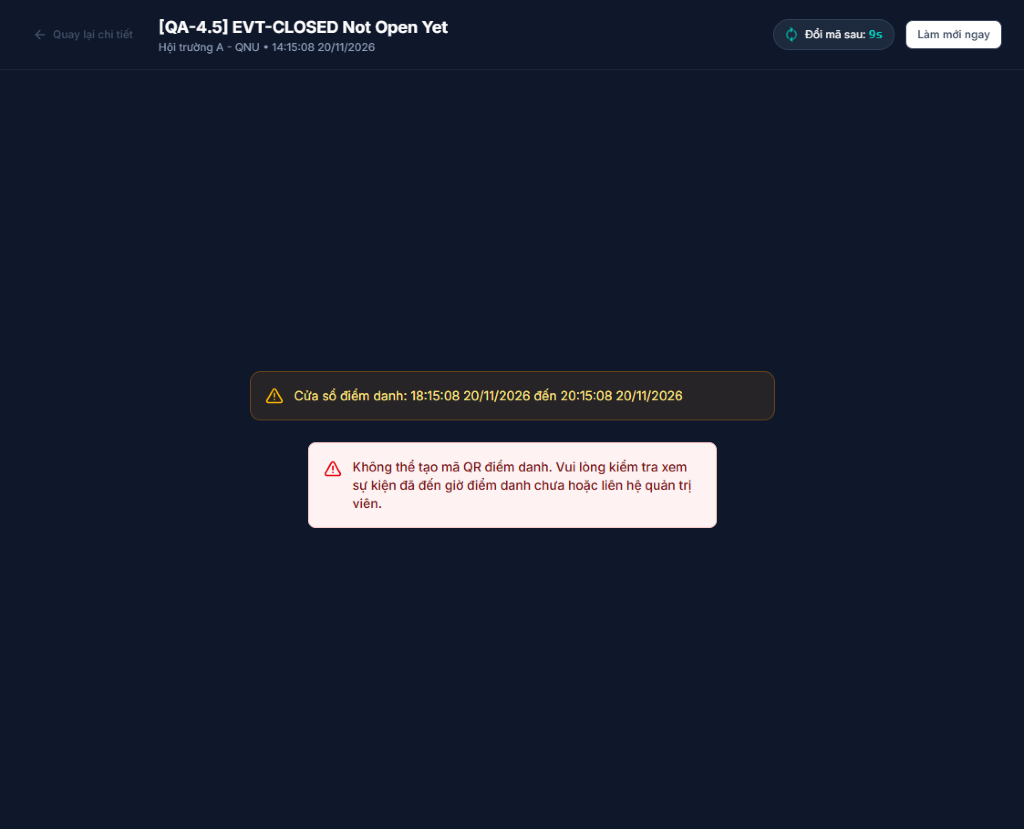 Quay lại chi tiết
[QA-4.5] EVT-CLOSED Not Open Yet
Hội trường A - QNU • 14:15:08 20/11/2026
Đổi mã sau: 9s
Làm mới ngay
Cửa sổ điểm danh: 18:15:08 20/11/2026 đến 20:15:08 20/11/2026
Không thể tạo mã QR điểm danh. Vui lòng kiểm tra xem
sự kiện đã đến giờ điểm danh chưa hoặc liên hệ quản trị
viên.